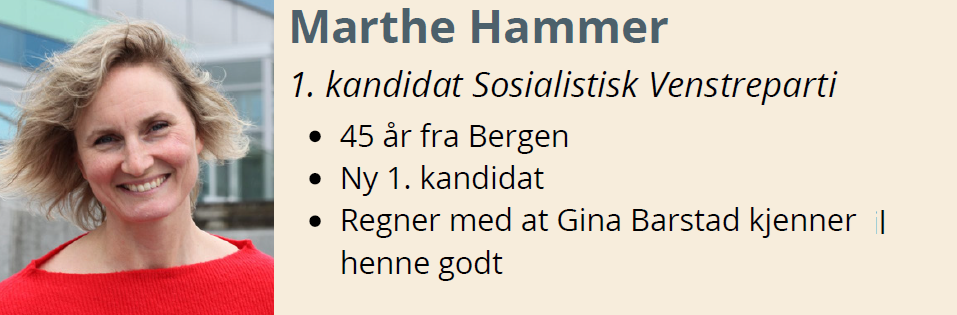 Marthe Hammer
1. kandidat Sosialistisk Venstreparti
• 45 år fra Bergen
• Ny 1. kandidat
• Regner med at Gina Barstad kjenner
henne godt